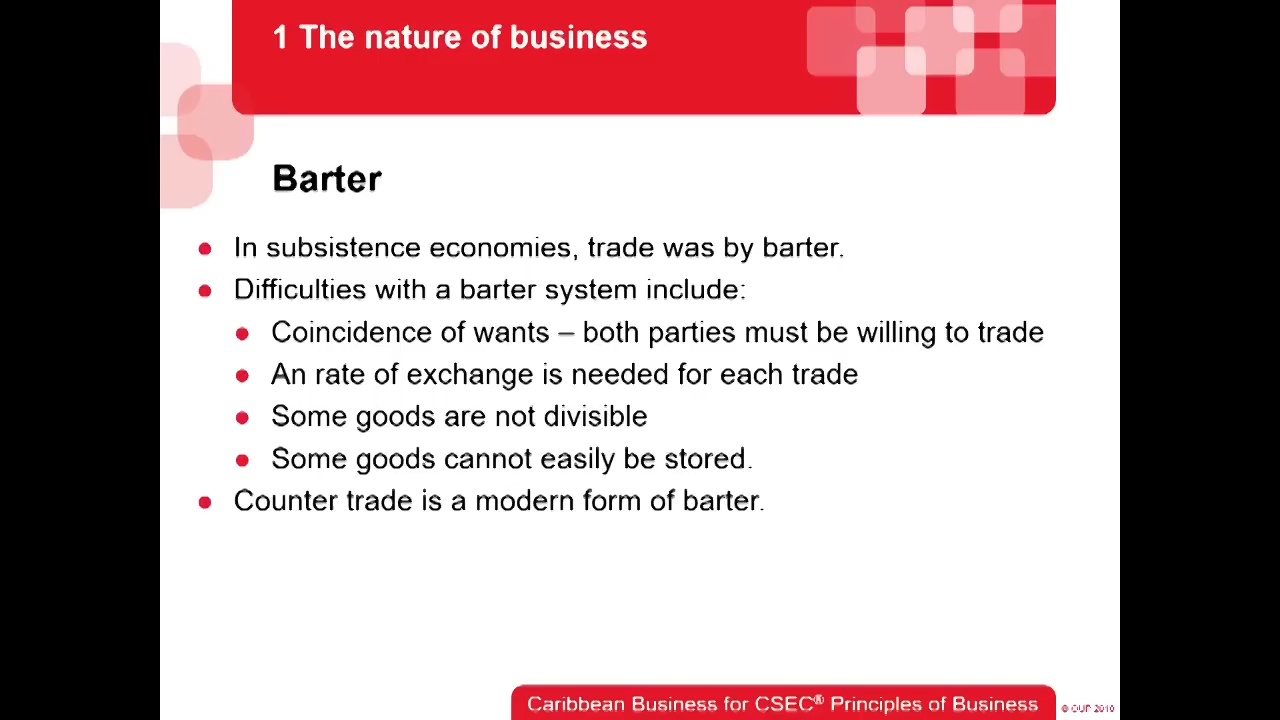 1 The nature of business
Barter
In subsistence economies, trade was by barter.
Difficulties with a barter system include:
Coincidence of wants – both parties must be willing to trade
An rate of exchange is needed for each trade
Some goods are not divisible
Some goods cannot easily be stored.
Counter trade is a modern form of barter.
Caribbean Business for CSEC® Principles of Business
© OUP 2010